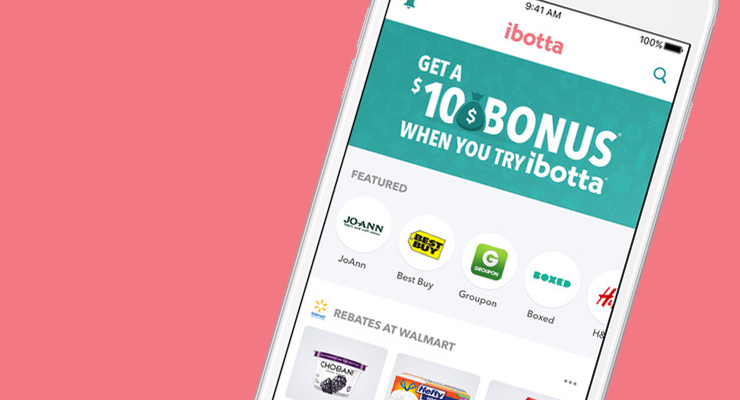 9:41 AM
100%
ibotta
GET A
$10 BONUS*
WHEN YOU TRY ibotta
FEATURED
JO-ANN
BEST
BUY
G
GROUPON
BOXED
H
JoAnn
Best Buy
Groupon
Boxed
H&
Walmart
REBATES AT WALMART
CHOBANI
Hefty